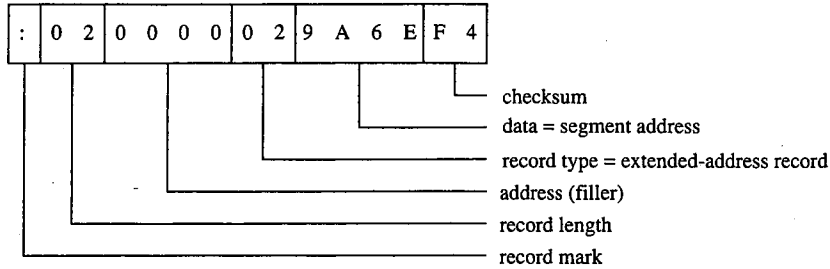 : 0 2 0 0 0 0 0 2 9 A 6 E F 4
checksum
data = segment address
record type = extended-address record
address (filler)
record length
record mark